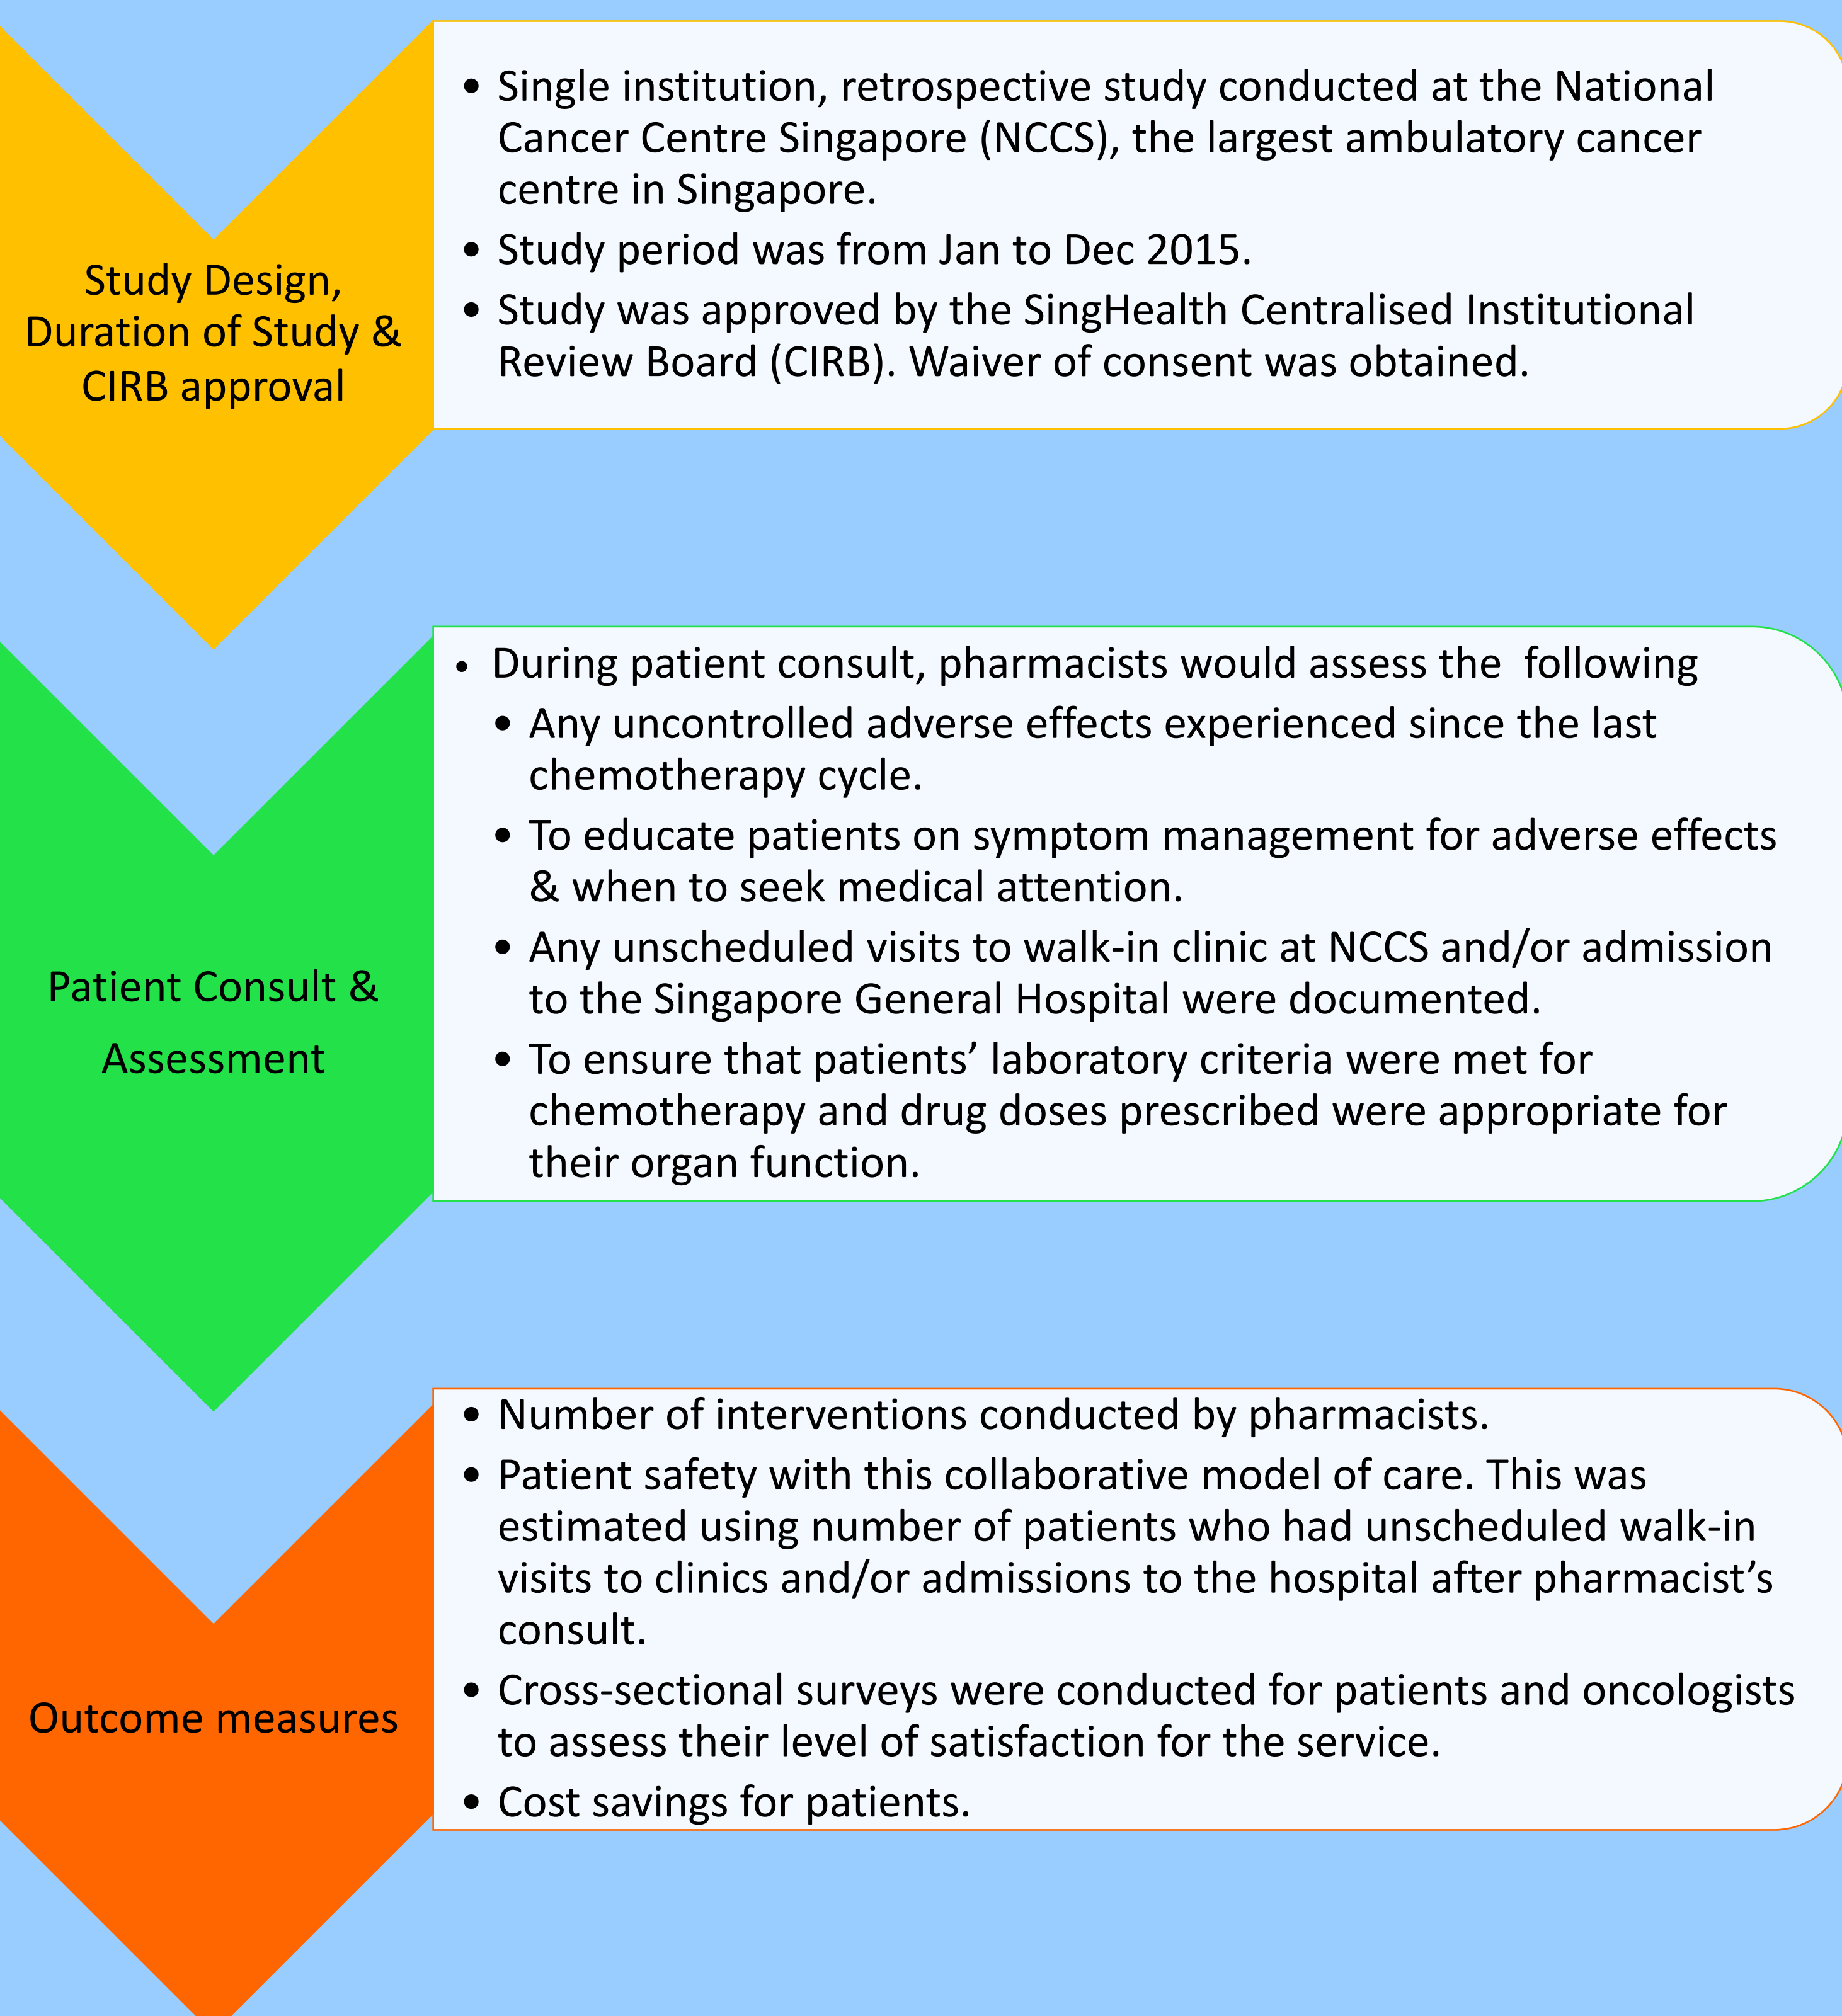 Study Design,
Duration of Study &
CIRB approval
• Single institution, retrospective study conducted at the National
Cancer Centre Singapore (NCCS), the largest ambulatory cancer
centre in Singapore.
• Study period was from Jan to Dec 2015.
• Study was approved by the SingHealth Centralised Institutional
Review Board (CIRB). Waiver of consent was obtained.
Patient Consult &
Assessment
• During patient consult, pharmacists would assess the following
• Any uncontrolled adverse effects experienced since the last
chemotherapy cycle.
• To educate patients on symptom management for adverse effects
& when to seek medical attention.
• Any unscheduled visits to walk-in clinic at NCCS and/or admission
to the Singapore General Hospital were documented.
• To ensure that patients’ laboratory criteria were met for
chemotherapy and drug doses prescribed were appropriate for
their organ function.
Outcome measures
• Number of interventions conducted by pharmacists.
• Patient safety with this collaborative model of care. This was
estimated using number of patients who had unscheduled walk-in
visits to clinics and/or admissions to the hospital after pharmacist’s
consult.
• Cross-sectional surveys were conducted for patients and oncologists
to assess their level of satisfaction for the service.
• Cost savings for patients.